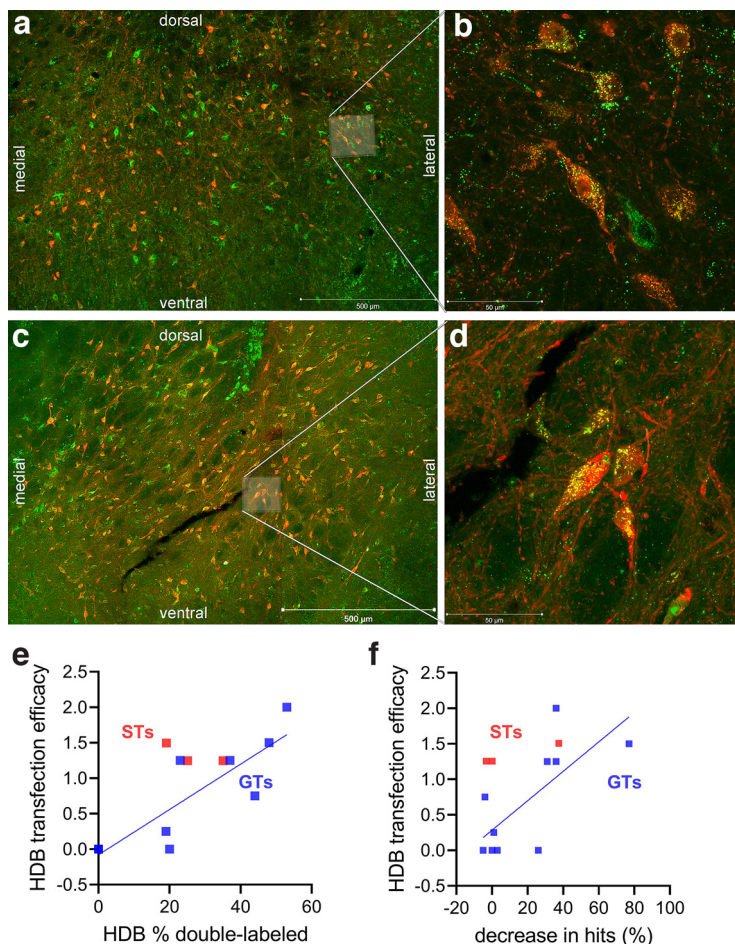 a
dorsal
medial
lateral
ventral
500 µm
b
50 µm
c
dorsal
medial
lateral
ventral
500 µm
d
50 µm
e
HDB transfection efficacy
2.5
2.0
1.5
1.0
0.5
0.0
-0.5
STs
GTs
0 20 40 60
HDB % double-labeled
f
HDB transfection efficacy
2.5
2.0
1.5
1.0
0.5
0.0
-0.5
STs
GTs
-20 0 20 40 60 80 100
decrease in hits (%)